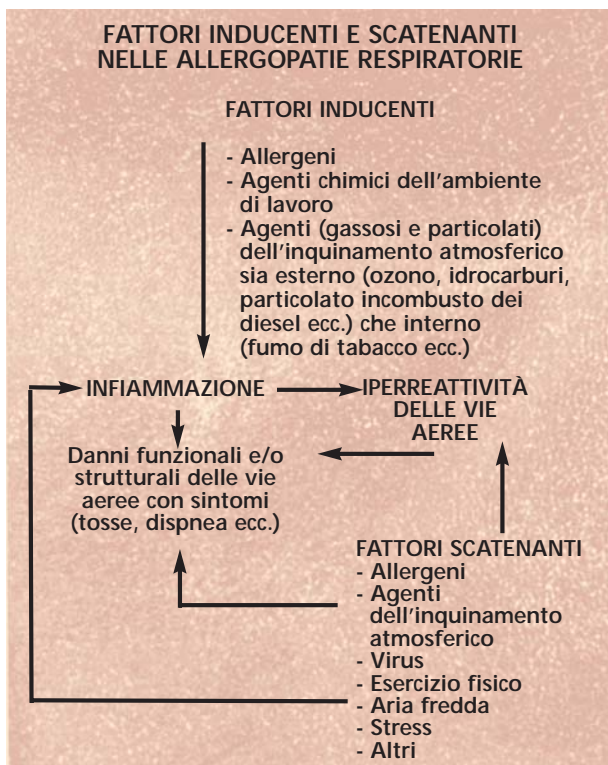 FATTORI INDUCENTI E SCATENANTI
NELLE ALLERGOPATIE RESPIRATORIE
FATTORI INDUCENTI
- Allergeni
- Agenti chimici dell'ambiente
di lavoro
- Agenti (gassosi e particolati)
dell'inquinamento atmosferico
sia esterno (ozono, idrocarburi,
particolato incombusto dei
diesel ecc.) che interno
(fumo di tabacco ecc.)
INFIAMMAZIONE
IPERREATTIVITÀ
DELLE VIE
AEREE
Danni funzionali e/o
strutturali delle vie
aeree con sintomi
(tosse, dispnea ecc.)
FATTORI SCATENANTI
- Allergeni
- Agenti
dell'inquinamento
atmosferico
- Virus
- Esercizio fisico
- Aria fredda
- Stress
- Altri